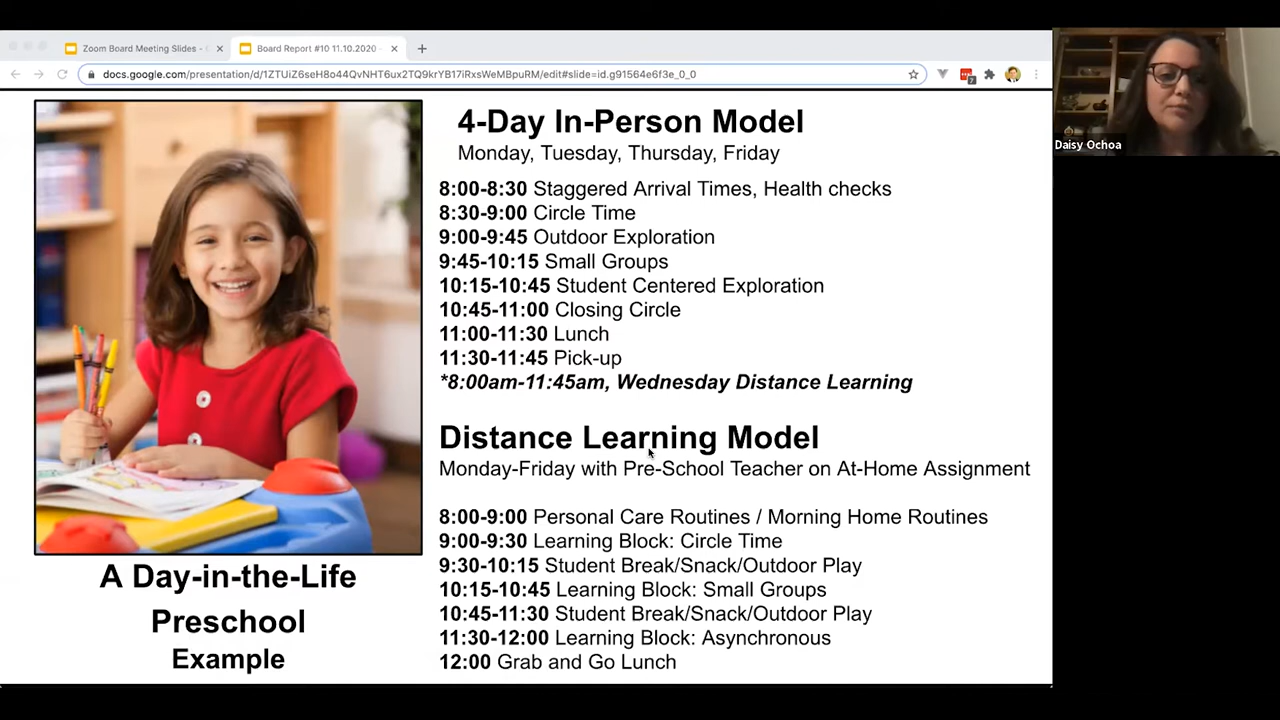 Zoom Board Meeting Slides -
Board Report #10 11.10.2020 -
docs.google.com/presentation/d/1ZTUiZ6seH8o44QvNHT6ux2TQ9krYB17iRxsWeMBpuRM/edit#slide=id.g91564e6f3e_0_0
7
Daisy Ochoa
4-Day In-Person Model
Monday, Tuesday, Thursday, Friday
8:00-8:30 Staggered Arrival Times, Health checks
8:30-9:00 Circle Time
9:00-9:45 Outdoor Exploration
9:45-10:15 Small Groups
10:15-10:45 Student Centered Exploration
10:45-11:00 Closing Circle
11:00-11:30 Lunch
11:30-11:45 Pick-up
*8:00am-11:45am, Wednesday Distance Learning
Distance Learning Model
Monday-Friday with Pre-School Teacher on At-Home Assignment
8:00-9:00 Personal Care Routines / Morning Home Routines
9:00-9:30 Learning Block: Circle Time
9:30-10:15 Student Break/Snack/Outdoor Play
10:15-10:45 Learning Block: Small Groups
10:45-11:30 Student Break/Snack/Outdoor Play
11:30-12:00 Learning Block: Asynchronous
12:00 Grab and Go Lunch
A Day-in-the-Life
Preschool
Example